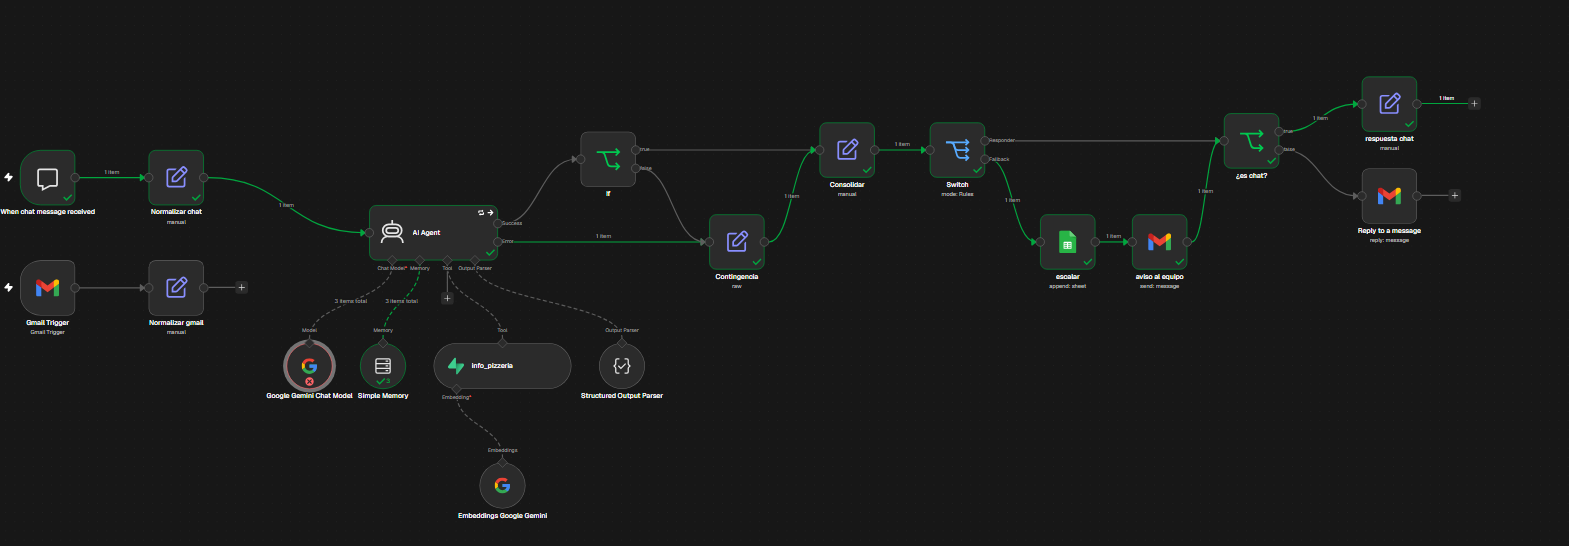 When chat message received
1 item
Normalizar chat
manual
1 item
Gmail Trigger
Gmail Trigger
Normalizar gmail
manual
AI Agent
Success
Error
Chat Model*
Memory
Tool
Output Parser
3 items total
3 items total
Model
Memory
Tool
Output Parser
Google Gemini Chat Model
3
Simple Memory
info_pizzeria
Structured Output Parser
Embedding*
Embeddings
Embeddings Google Gemini
true
false
If
1 item
Contingencia
raw
1 item
Consolidar
manual
1 item
Responder
Fallback
Switch
mode: Rules
1 item
escalar
append: sheet
1 item
aviso al equipo
send: message
1 item
true
false
¿es chat?
1 item
respuesta chat
manual
1 item
Reply to a message
reply: message